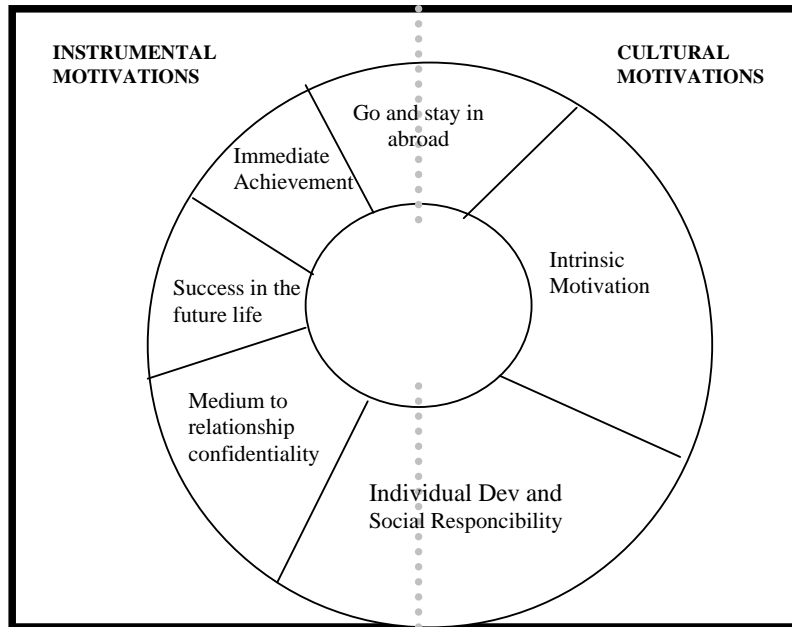 INSTRUMENTAL
MOTIVATIONS
CULTURAL
MOTIVATIONS
Go and stay in
abroad
Immediate
Achievement
Intrinsic
Motivation
Success in the
future life
Medium to
relationship
confidentiality
Individual Dev and
Social Responcibility